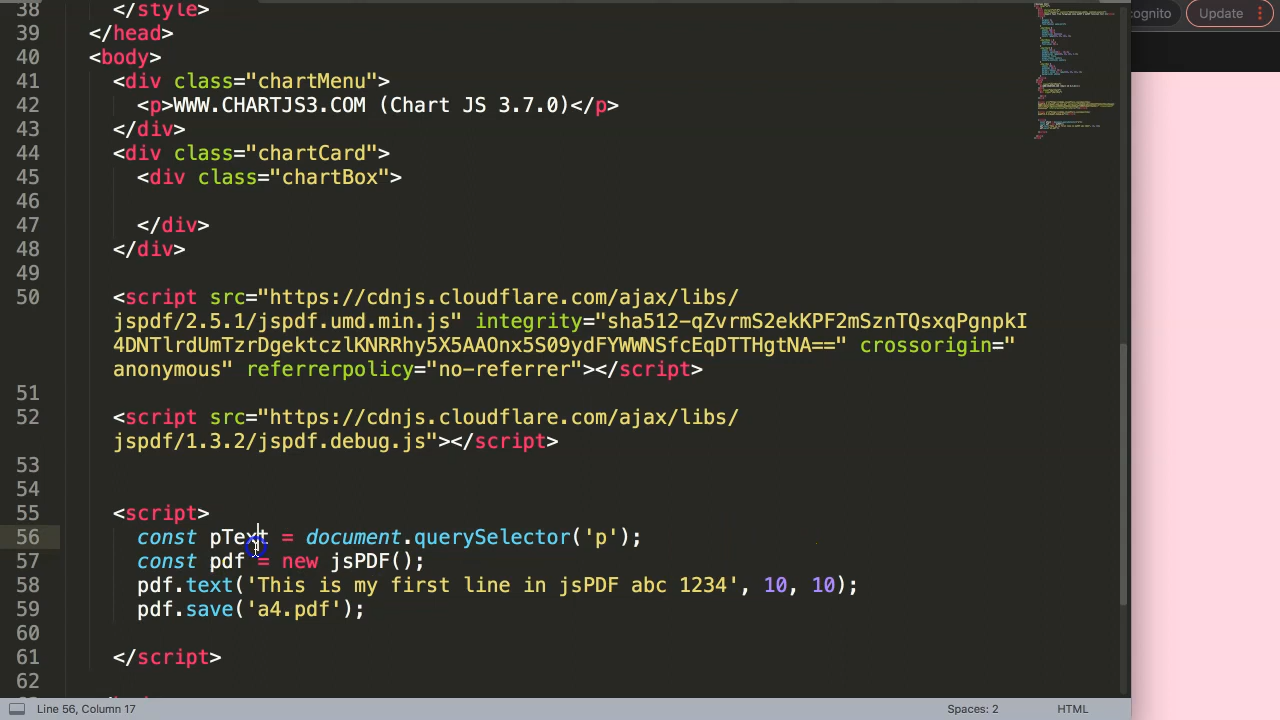 38 </style>
39 </head>
40 <body>
41 <div class="chartMenu">
42 <p>WWW.CHARTJS3.COM (Chart JS 3.7.0)</p>
43 </div>
44 <div class="chartCard">
45 <div class="chartBox">
46
47 </div>
48 </div>
49
50 <script src="https://cdnjs.cloudflare.com/ajax/libs/
jspdf/2.5.1/jspdf.umd.min.js" integrity="sha512-qZvrmS2ekKPF2mSznTQsxqPgnpkI
4DNTlrdUmTzrDgektczlKNRRhy5X5AAOnx5S09ydFYWWNSfcEqDTTHgtNA==" crossorigin="
anonymous" referrerpolicy="no-referrer"></script>
51
52 <script src="https://cdnjs.cloudflare.com/ajax/libs/
jspdf/1.3.2/jspdf.debug.js"></script>
53
54
55 <script>
56 const pText = document.querySelector('p');
57 const pdf = new jsPDF();
58 pdf.text('This is my first line in jsPDF abc 1234', 10, 10);
59 pdf.save('a4.pdf');
60
61 </script>
62
Line 56, Column 17
Spaces: 2
HTML
cognito
Update